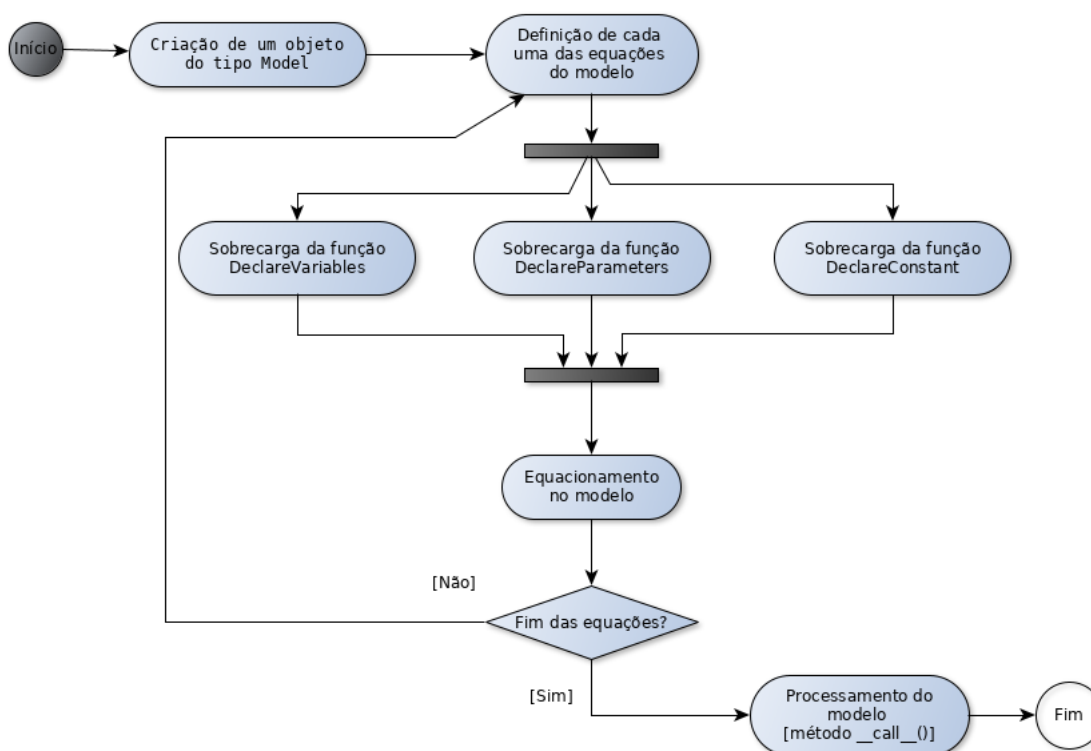 Início
Criação de um objeto
do tipo Model
Definição de cada
uma das equações
do modelo
Sobrecarga da função
DeclareVariables
Sobrecarga da função
DeclareParameters
Sobrecarga da função
DeclareConstant
Equacionamento
no modelo
[Não]
Fim das equações?
[Sim]
Processamento do
modelo
[método __call__()]
Fim